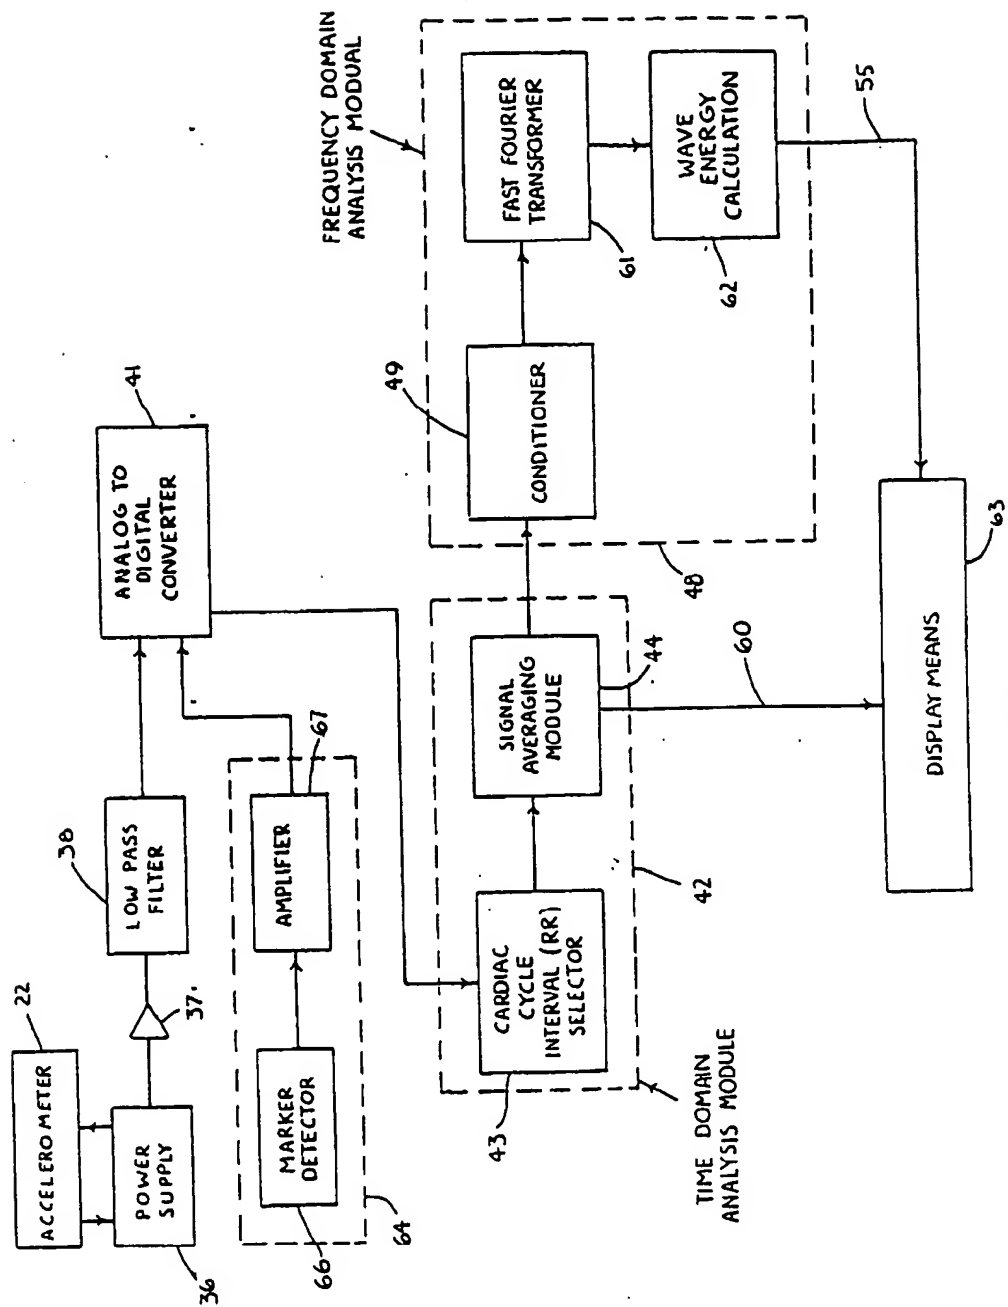 22
ACCELEROMETER
POWER
SUPPLY
36
37
38
LOW PASS
FILTER
41
ANALOG TO
DIGITAL
CONVERTER
MARKER
DETECTOR
66
AMPLIFIER
67
64
CARDIAC
CYCLE
INTERVAL (RR)
SELECTOR
43
SIGNAL
AVERAGING
MODULE
44
42
TIME DOMAIN
ANALYSIS MODULE
60
FREQUENCY DOMAIN
ANALYSIS MODUAL
49
CONDITIONER
FAST FOURIER
TRANSFORMER
61
WAVE
ENERGY
CALCULATION
62
48
55
DISPLAY MEANS
63